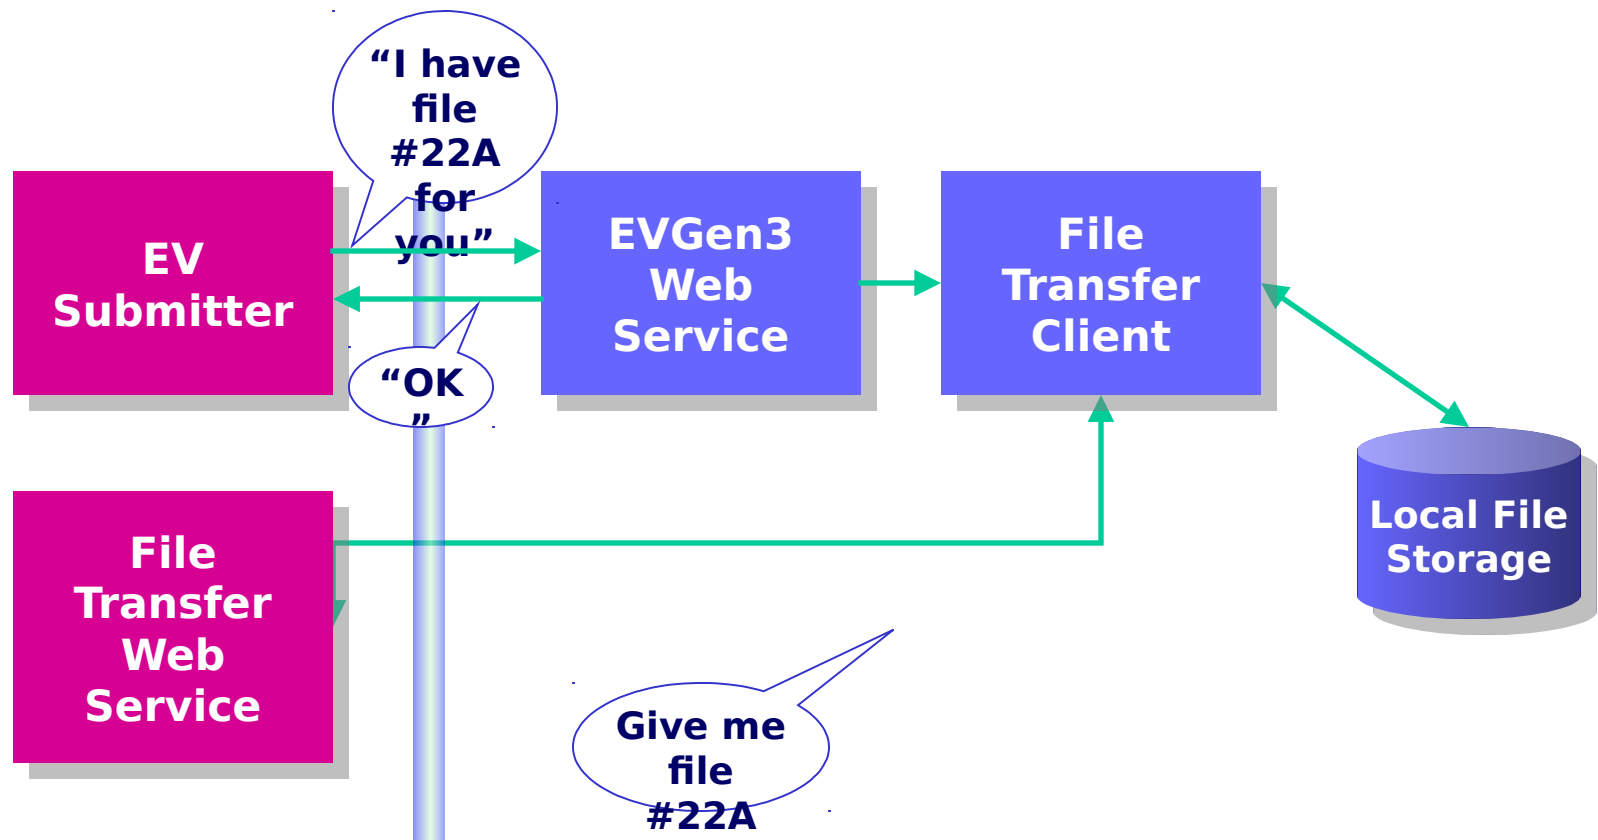 “I have
file
#22A
for
you”
EV
Submitter
EVGen3
Web
Service
File
Transfer
Client
“OK
”
Local File
Storage
File
Transfer
Web
Service
Give me
file
#22A